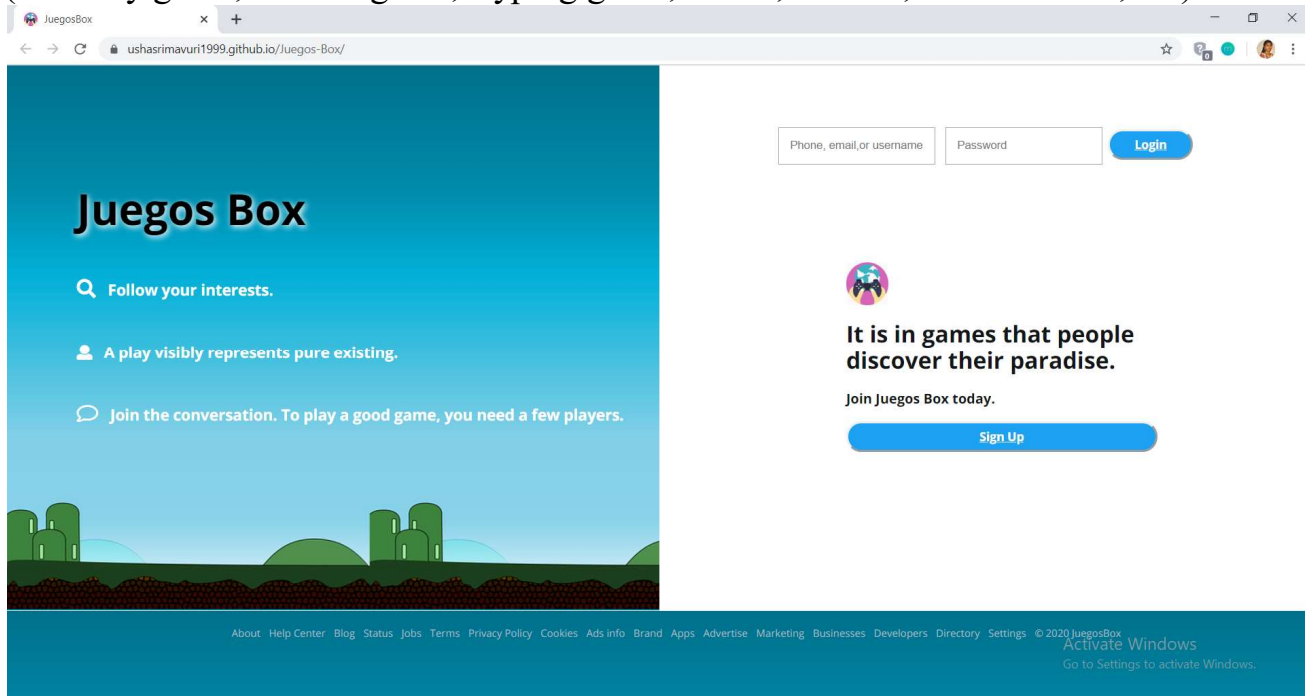 JuegosBox
ushasrimavuri1999.github.io/Juegos-Box/
Phone, email,or username
Password
Login
Juegos Box
Follow your interests.
A play visibly represents pure existing.
Join the conversation. To play a good game, you need a few players.
It is in games that people
discover their paradise.
Join Juegos Box today.
Sign Up
About Help Center Blog Status Jobs Terms Privacy Policy Cookies Ads info Brand Apps Advertise Marketing Businesses Developers Directory Settings © 2020 JuegosBox
Activate Windows
Go to Settings to activate Windows.